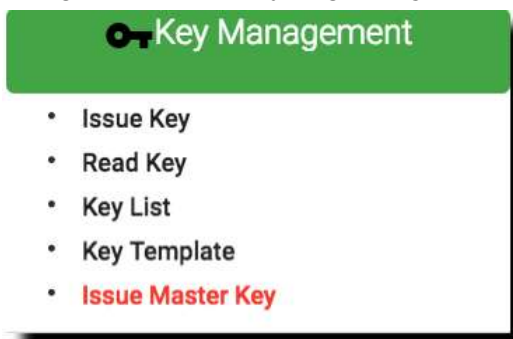 Key Management
• Issue Key
• Read Key
• Key List
• Key Template
• Issue Master Key